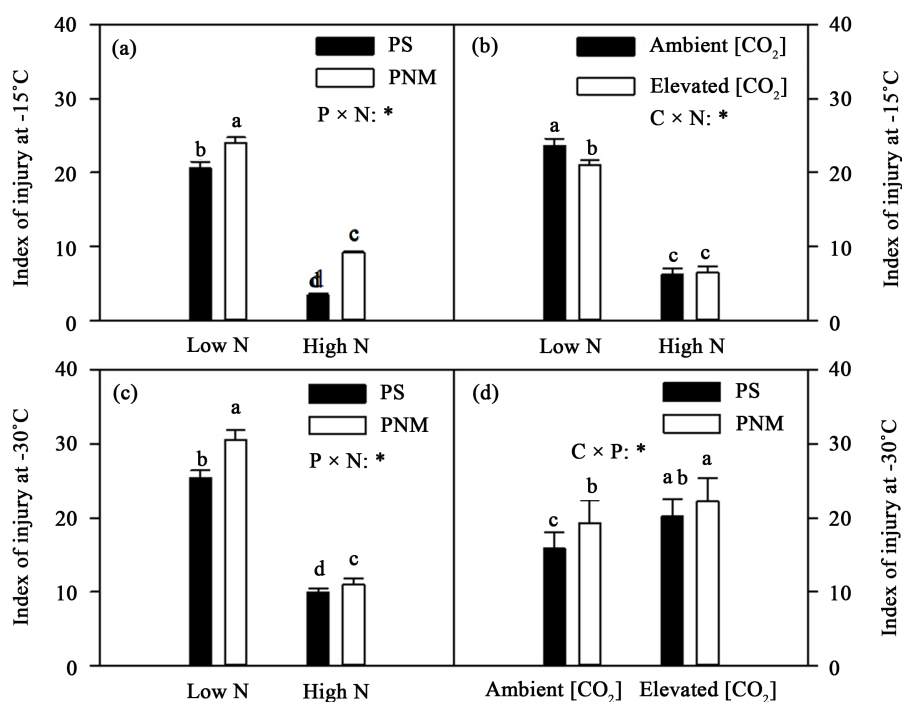 40
30
20
10
0
Index of injury at -15°C
(a)
PS
PNM
P × N: *
b
a
d
c
Low N
High N
(b)
Ambient [CO₂]
Elevated [CO₂]
C × N: *
a
b
c
c
Low N
High N
40
30
20
10
0
Index of injury at -15°C
40
30
20
10
0
Index of injury at -30°C
(c)
PS
PNM
P × N: *
b
a
d
c
Low N
High N
(d)
PS
PNM
C × P: *
c
b
a b
a
Ambient [CO₂]
Elevated [CO₂]
40
30
20
10
0
Index of injury at -30°C